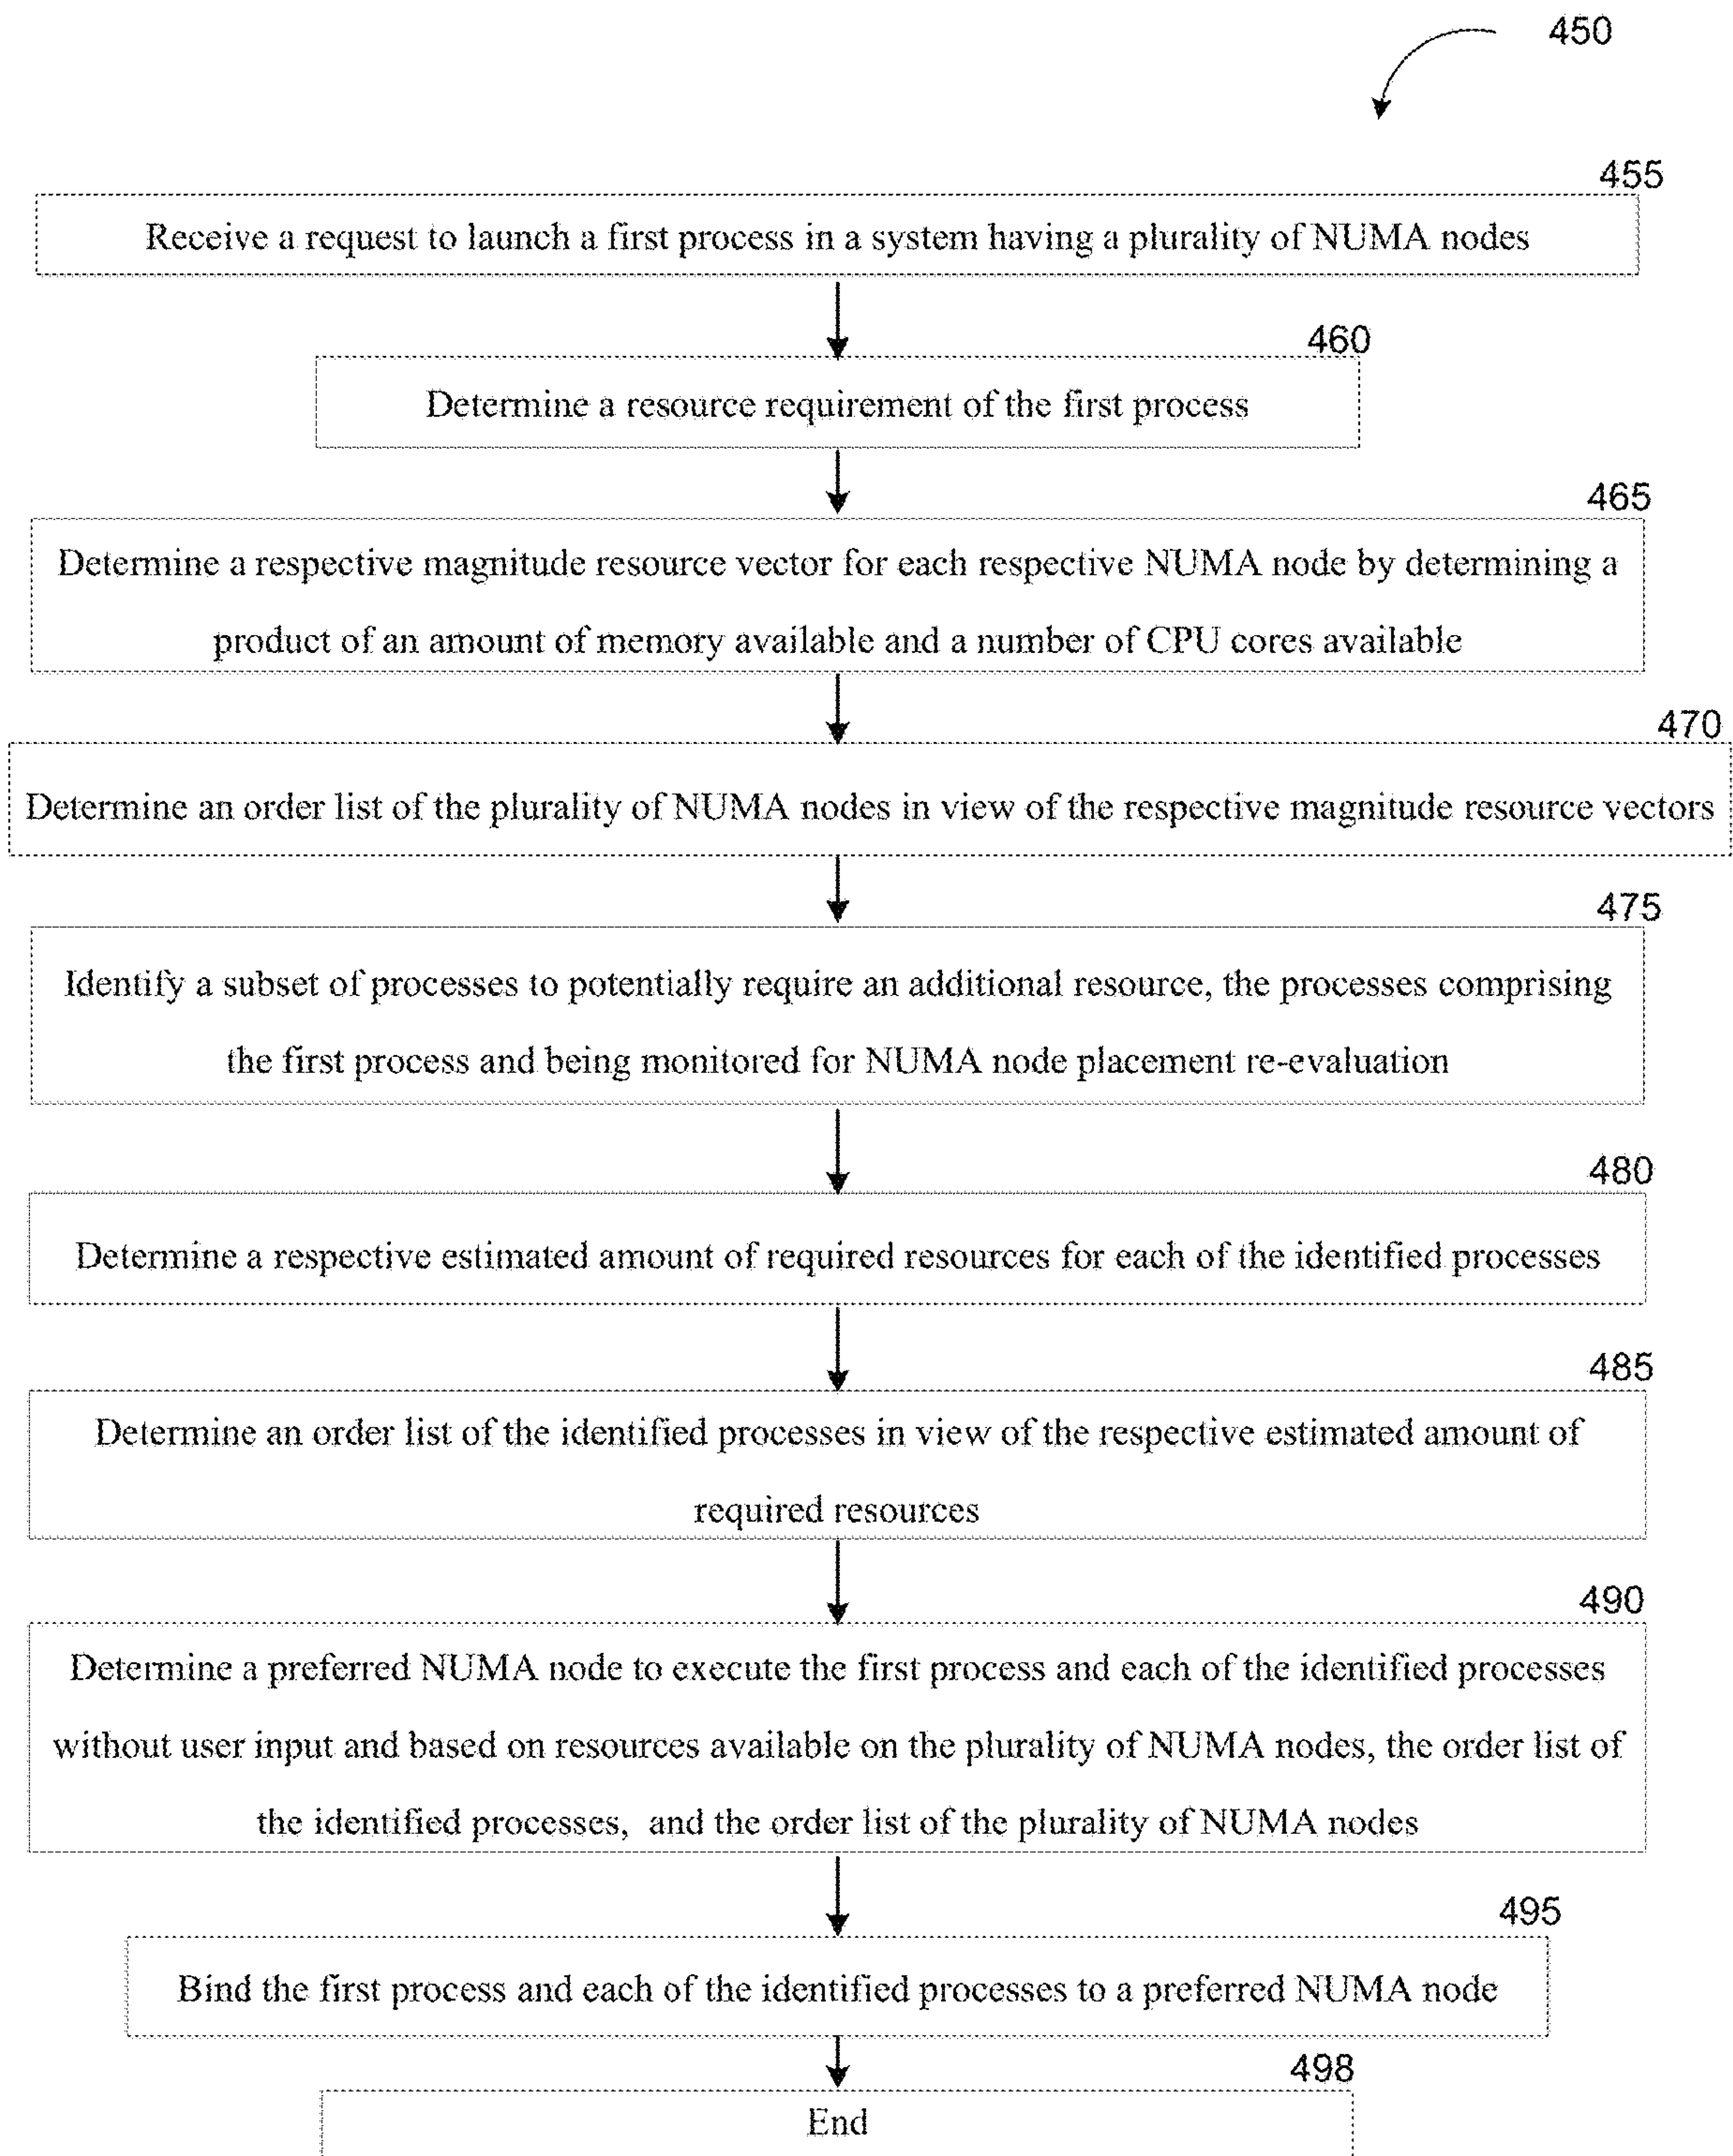 450
455
Receive a request to launch a first process in a system having a plurality of NUMA nodes
460
Determine a resource requirement of the first process
465
Determine a respective magnitude resource vector for each respective NUMA node by determining a
product of an amount of memory available and a number of CPU cores available
470
Determine an order list of the plurality of NUMA nodes in view of the respective magnitude resource vectors
475
Identify a subset of processes to potentially require an additional resource, the processes comprising
the first process and being monitored for NUMA node placement re-evaluation
480
Determine a respective estimated amount of required resources for each of the identified processes
485
Determine an order list of the identified processes in view of the respective estimated amount of
required resources
490
Determine a preferred NUMA node to execute the first process and each of the identified processes
without user input and based on resources available on the plurality of NUMA nodes, the order list of
the identified processes, and the order list of the plurality of NUMA nodes
495
Bind the first process and each of the identified processes to a preferred NUMA node
498
End